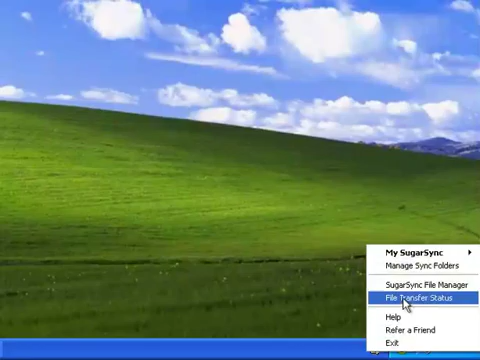 My SugarSync
Manage Sync Folders
SugarSync File Manager
File Transfer Status
Help
Refer a Friend
Exit